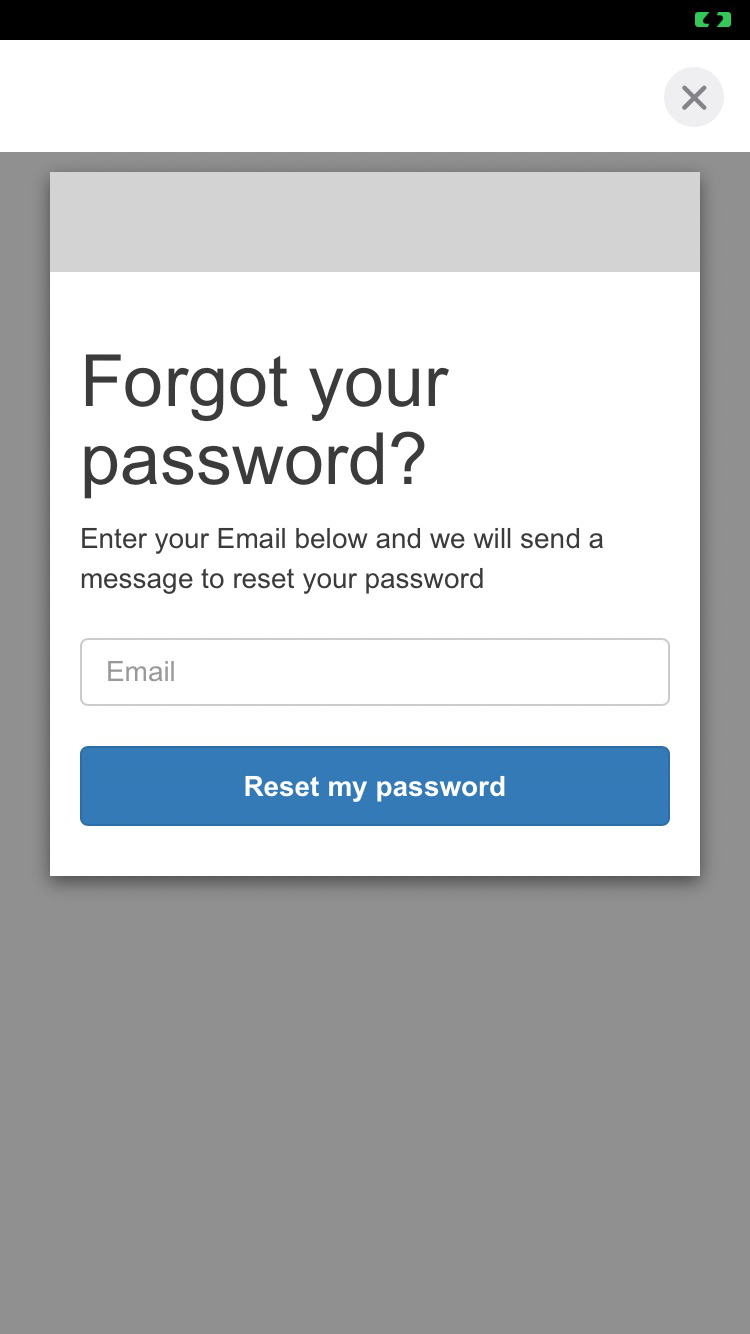 Forgot your
password?
Enter your Email below and we will send a
message to reset your password
Email
Reset my password